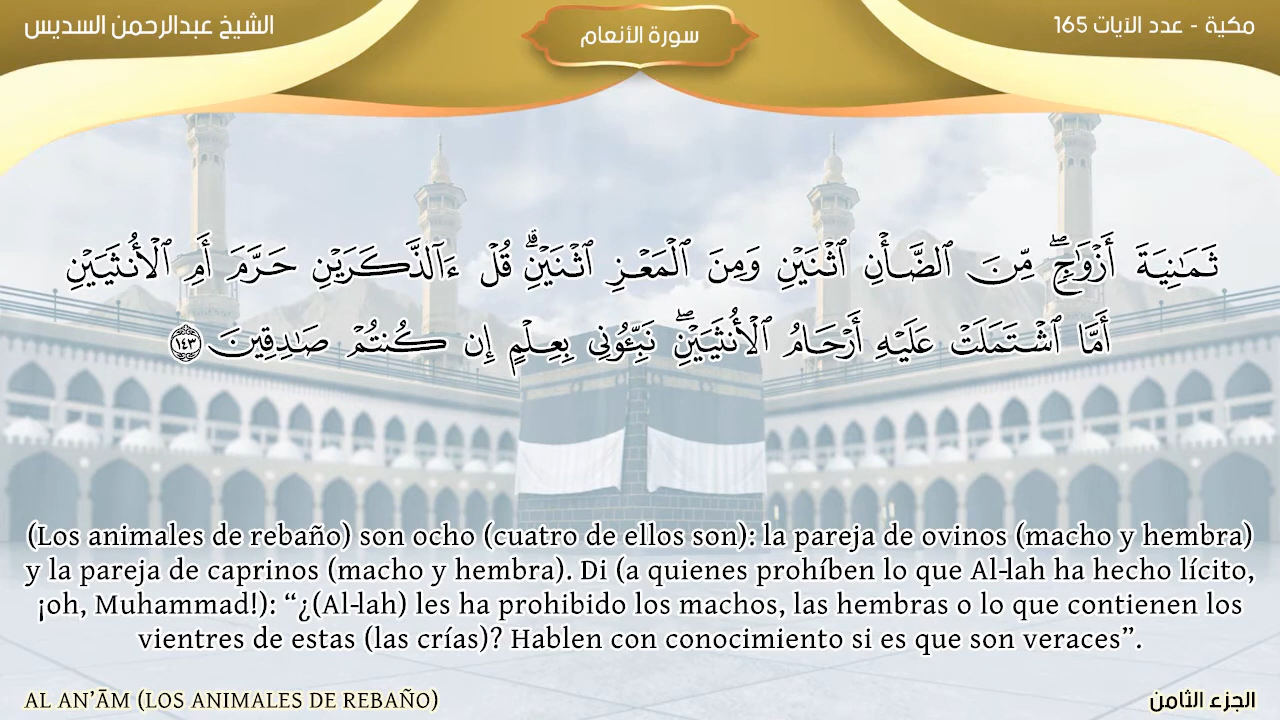 مكية - عدد الآيات 165
سورة الأنعام
الشيخ عبدالرحمن السديس
ثَمَـٰنِيَةَ أَزْوَٰجٍۖ مِّنَ ٱلضَّأْنِ ٱثْنَيْنِ وَمِنَ ٱلْمَعْزِ ٱثْنَيْنِۗ قُلْ ءَآلذَّكَرَيْنِ حَرَّمَ أَمِ ٱلْأُنثَيَيْنِ
أَمَّا ٱشْتَمَلَتْ عَلَيْهِ أَرْحَامُ ٱلْأُنثَيَيْنِۖ نَبِّـُٔونِى بِعِلْمٍ إِن كُنتُمْ صَـٰدِقِينَ ١٤٣
(Los animales de rebaño) son ocho (cuatro de ellos son): la pareja de ovinos (macho y hembra)
y la pareja de caprinos (macho y hembra). Di (a quienes prohíben lo que Al-lah ha hecho lícito,
¡oh, Muhammad!): “¿(Al-lah) les ha prohibido los machos, las hembras o lo que contienen los
vientres de estas (las crías)? Hablen con conocimiento si es que son veraces”.
AL AN’ĀM (LOS ANIMALES DE REBAÑO)
الجزء الثامن